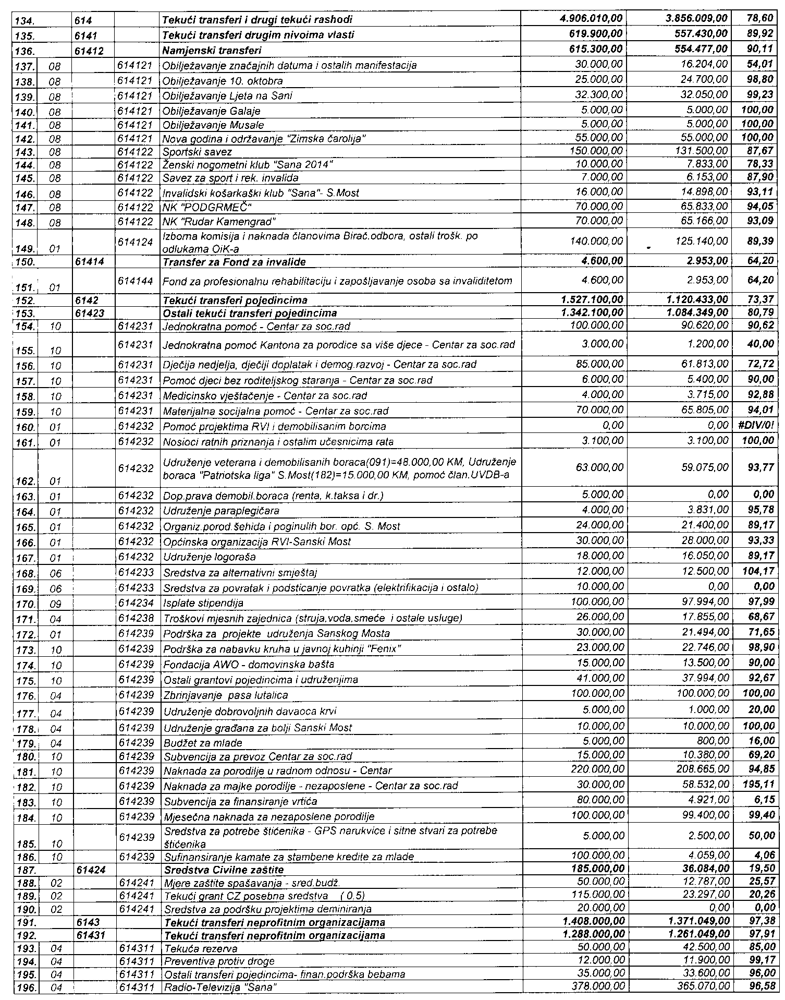 134. 614 Tekući transferi i drugi tekući rashodi 4.906.010,00 3.856.009,00 78,60
135. 6141 Tekući transferi drugim nivoima vlasti 619.900,00 557.430,00 89,92
136. 61412 Namjenski transferi 615.300,00 554.477,00 90,11
137. 08 614121 Obilježavanje značajnih datuma i ostalih manifestacija 30.000,00 16.204,00 54,01
138. 08 614121 Obilježavanje 10. oktobra 25.000,00 24.700,00 98,80
139. 08 614121 Obilježavanje Ljeta na Sani 32.300,00 32.050,00 99,23
140. 08 614121 Obilježavanje Galaje 5.000,00 5.000,00 100,00
141. 08 614121 Obilježavanje Musale 5.000,00 5.000,00 100,00
142. 08 614121 Nova godina i održavanje "Zimska čarolija" 55.000,00 55.000,00 100,00
143. 08 614122 Sportski savez 150.000,00 131.500,00 87,67
144. 08 614122 Ženski nogometni klub "Sana 2014" 10.000,00 7.833,00 78,33
145. 08 614122 Savez za sport i rek. invalida 7.000,00 6.153,00 87,90
146. 08 614122 Invalidski košarkaški klub "Sana"- S.Most 16.000,00 14.898,00 93,11
147. 08 614122 NK "PODGRMEČ" 70.000,00 65.833,00 94,05
148. 08 614122 NK "Rudar Kamengrad" 70.000,00 65.166,00 93,09
Izborna komisija i naknada članovima Birač.odbora, ostali trošk. po
149. 01 614124 odlukama OiK-a 140.000,00 125.140,00 89,39
150. 61414 Transfer za Fond za invalide 4.600,00 2.953,00 64,20
151. 01 614144 Fond za profesionalnu rehabilitaciju i zapošljavanje osoba sa invaliditetom 4.600,00 2.953,00 64,20
152. 6142 Tekući transferi pojedincima 1.527.100,00 1.120.433,00 73,37
153. 61423 Ostali tekući transferi pojedincima 1.342.100,00 1.084.349,00 80,79
154. 10 614231 Jednokratna pomoć - Centar za soc.rad 100.000,00 90.620,00 90,62
155. 10 614231 Jednokratna pomoć Kantona za porodice sa više djece - Centar za soc.rad 3.000,00 1.200,00 40,00
156. 10 614231 Dječija nedjelja, dječiji doplatak i demog.razvoj - Centar za soc.rad 85.000,00 61.813,00 72,72
157. 10 614231 Pomoć djeci bez roditeljskog staranja - Centar za soc.rad 6.000,00 5.400,00 90,00
158. 10 614231 Medicinsko vještačenje - Centar za soc.rad 4.000,00 3.715,00 92,88
159. 10 614231 Materijalna socijalna pomoć - Centar za soc.rad 70.000,00 65.805,00 94,01
160. 01 614232 Pomoć projektima RVI i demobilisanim borcima 0,00 0,00 #DIV/0!
161. 01 614232 Nosioci ratnih priznanja i ostalim učesnicima rata 3.100,00 3.100,00 100,00
Udruženje veterana i demobilisanih boraca(091)=48.000,00 KM, Udruženje
162. 01 614232 boraca "Patriotska liga" S.Most(182)=15.000,00 KM, pomoć član.UVDB-a 63.000,00 59.075,00 93,77
163. 01 614232 Dop.prava demobil.boraca (renta, k.taksa i dr.) 5.000,00 0,00 0,00
164. 01 614232 Udruženje paraplegičara 4.000,00 3.831,00 95,78
165. 01 614232 Organiz.porod.šehida i poginulih bor. opć. S. Most 24.000,00 21.400,00 89,17
166. 01 614232 Općinska organizacija RVI-Sanski Most 30.000,00 28.000,00 93,33
167. 01 614232 Udruženje logoraša 18.000,00 16.050,00 89,17
168. 06 614233 Sredstva za alternativni smještaj 12.000,00 12.500,00 104,17
169. 06 614233 Sredstva za povratak i podsticanje povratka (elektrifikacija i ostalo) 10.000,00 0,00 0,00
170. 09 614234 Isplate stipendija 100.000,00 97.994,00 97,99
171. 04 614238 Troškovi mjesnih zajednica (struja,voda,smeće i ostale usluge) 26.000,00 17.855,00 68,67
172. 01 614239 Podrška za projekte udruženja Sanskog Mosta 30.000,00 21.494,00 71,65
173. 10 614239 Podrška za nabavku kruha u javnoj kuhinji "Fenix" 23.000,00 22.746,00 98,90
174. 10 614239 Fondacija AWO - domovinska bašta 15.000,00 13.500,00 90,00
175. 10 614239 Ostali grantovi pojedincima i udruženjima 41.000,00 37.994,00 92,67
176. 04 614239 Zbrinjavanje pasa lutalica 100.000,00 100.000,00 100,00
177. 04 614239 Udruženje dobrovoljnih davaoca krvi 5.000,00 1.000,00 20,00
178. 04 614239 Udruženje građana za bolji Sanski Most 10.000,00 10.000,00 100,00
179. 04 614239 Budžet za mlade 5.000,00 800,00 16,00
180. 10 614239 Subvencija za prevoz Centar za soc.rad 15.000,00 10.380,00 69,20
181. 10 614239 Naknada za porodilje u radnom odnosu - Centar 220.000,00 208.665,00 94,85
182. 10 614239 Naknada za majke porodilje - nezaposlene - Centar za soc.rad 30.000,00 58.532,00 195,11
183. 10 614239 Subvencija za finansiranje vrtića 80.000,00 4.921,00 6,15
184. 10 614239 Mjesečna naknada za nezaposlene porodilje 100.000,00 99.400,00 99,40
Sredstva za potrebe štićenika - GPS narukvice i sitne stvari za potrebe
185. 10 614239 štićenika 5.000,00 2.500,00 50,00
186. 10 614239 Sufinansiranje kamate za stambene kredite za mlade 100.000,00 4.059,00 4,06
187. 61424 Sredstva Civilne zaštite 185.000,00 36.084,00 19,50
188. 02 614241 Mjere zaštite spašavanja - sred.budž. 50.000,00 12.787,00 25,57
189. 02 614241 Tekući grant CZ posebna sredstva ( 0,5) 115.000,00 23.297,00 20,26
190. 02 614241 Sredstva za podršku projektima deminiranja 20.000,00 0,00 0,00
191. 6143 Tekući transferi neprofitnim organizacijama 1.408.000,00 1.371.049,00 97,38
192. 61431 Tekući transferi neprofitnim organizacijama 1.288.000,00 1.261.049,00 97,91
193. 04 614311 Tekuća rezerva 50.000,00 42.500,00 85,00
194. 04 614311 Preventiva protiv droge 12.000,00 11.900,00 99,17
195. 04 614311 Ostali transferi pojedincima- finan.podrška bebama 35.000,00 33.600,00 96,00
196. 04 614311 Radio-Televizija "Sana" 378.000,00 365.070,00 96,58